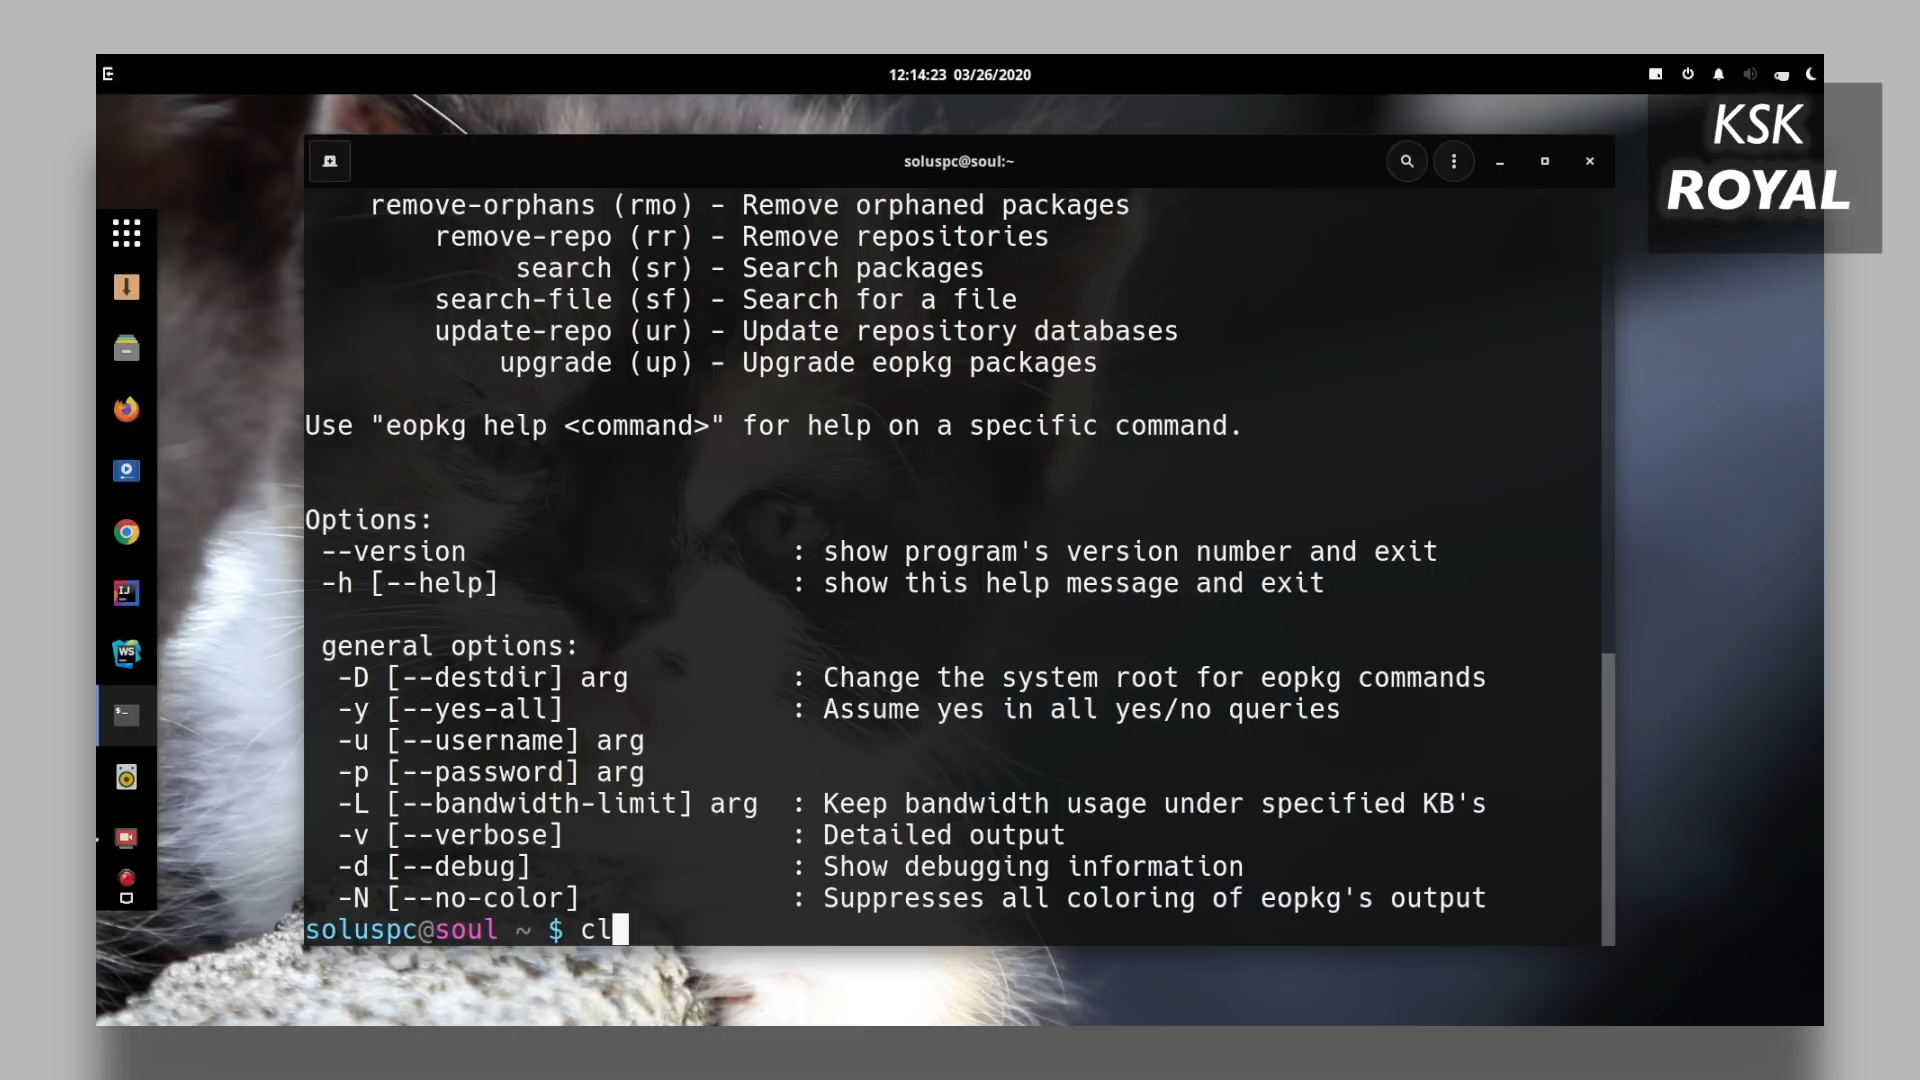 12:14:23 03/26/2020
KSK
ROYAL
soluspc@soul:~
remove-orphans (rmo) - Remove orphaned packages
remove-repo (rr) - Remove repositories
search (sr) - Search packages
search-file (sf) - Search for a file
update-repo (ur) - Update repository databases
upgrade (up) - Upgrade eopkg packages
Use "eopkg help <command>" for help on a specific command.
Options:
--version : show program's version number and exit
-h [--help] : show this help message and exit
general options:
-D [--destdir] arg : Change the system root for eopkg commands
-y [--yes-all] : Assume yes in all yes/no queries
-u [--username] arg
-p [--password] arg
-L [--bandwidth-limit] arg : Keep bandwidth usage under specified KB's
-v [--verbose] : Detailed output
-d [--debug] : Show debugging information
-N [--no-color] : Suppresses all coloring of eopkg's output
soluspc@soul ~ $ cl
IJ
WS
$_